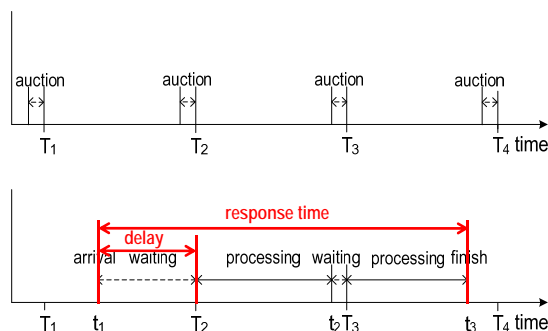 auction auction auction auction
T1 T2 T3 T4 time
response time
delay
arrival waiting processing waiting processing finish
T1 t1 T2 t2 T3 t3 T4 time